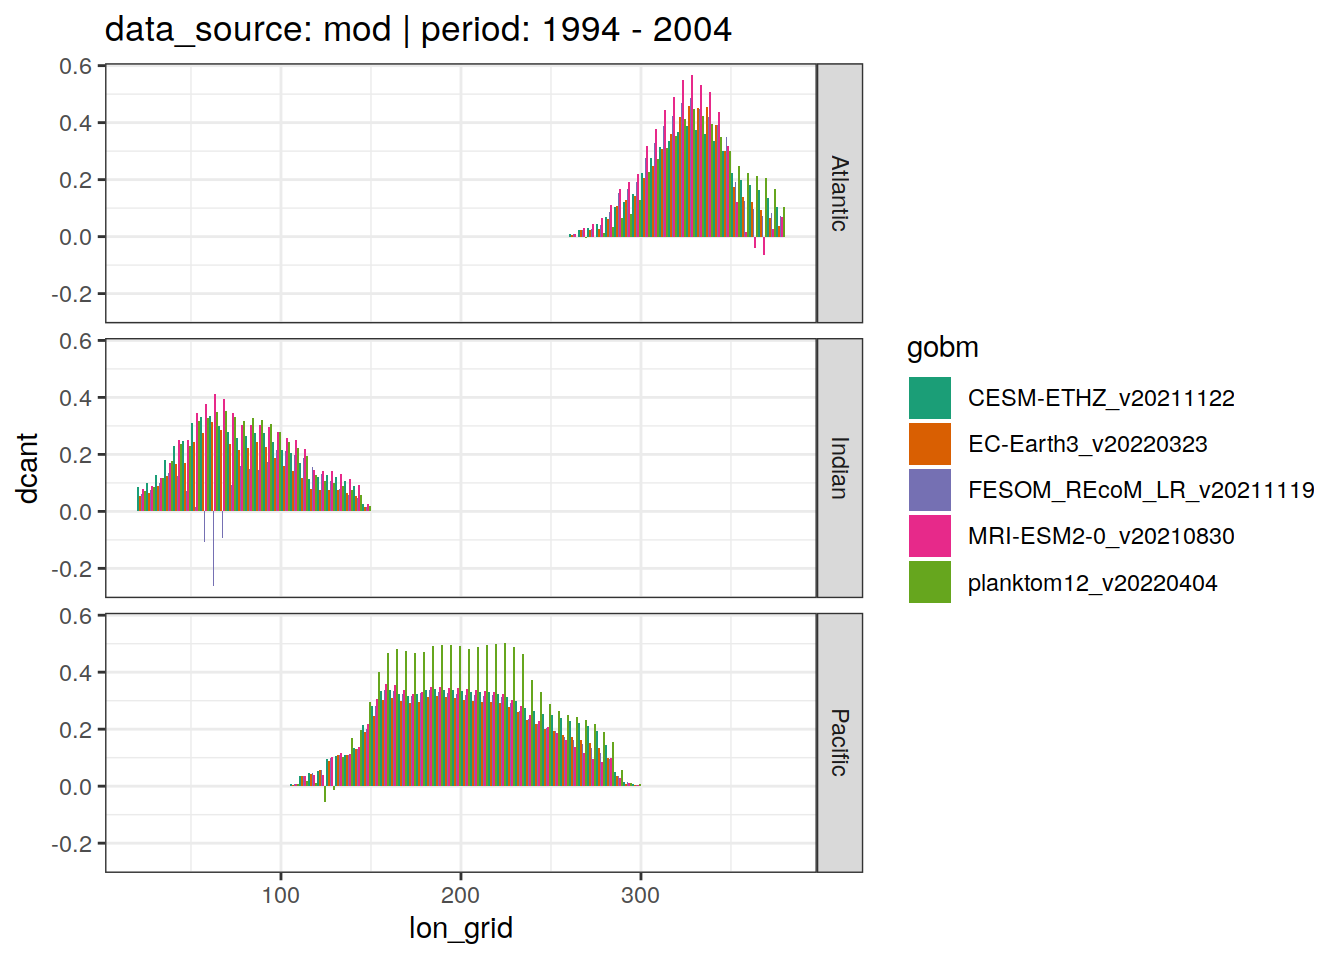 data_source: mod | period: 1994 - 2004
0.6
0.4
0.2
0.0
-0.2
Atlantic
0.6
0.4
0.2
0.0
-0.2
Indian
0.6
0.4
0.2
0.0
-0.2
Pacific
100 200 300
lon_grid
dcant
gobm
CESM-ETHZ_v20211122
EC-Earth3_v20220323
FESOM_REcoM_LR_v20211119
MRI-ESM2-0_v20210830
planktom12_v20220404